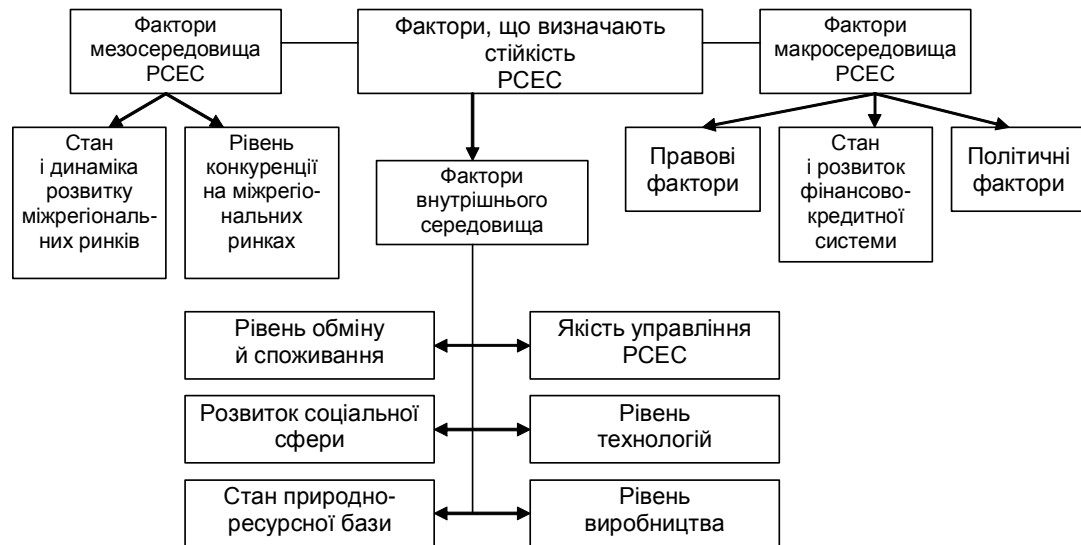 Фактори
мезосередовища
РСЕС
Фактори, що визначають
стійкість
РСЕС
Фактори
макросередовища
РСЕС
Стан
і динаміка
розвитку
міжрегіональ-
них ринків
Рівень
конкуренції
на міжрегіо-
нальних
ринках
Фактори
внутрішнього
середовища
Правові
фактори
Стан
і розвиток
фінансово-
кредитної
системи
Політичні
фактори
Рівень обміну
й споживання
Якість управління
РСЕС
Розвиток соціальної
сфери
Рівень
технологій
Стан природно-
ресурсної бази
Рівень
виробництва